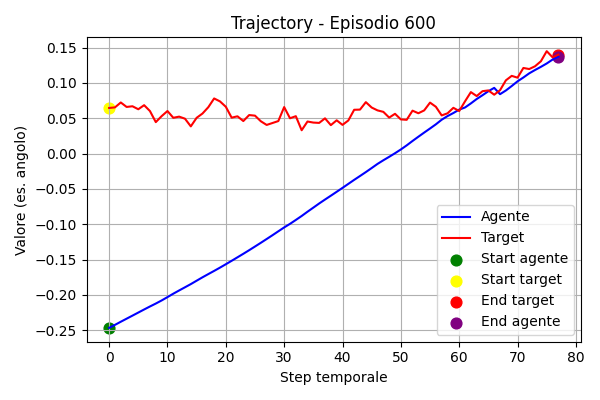 Trajectory - Episodio 600
Valore (es. angolo)
0.15
0.10
0.05
0.00
−0.05
−0.10
−0.15
−0.20
−0.25
0 10 20 30 40 50 60 70 80
Step temporale
Agente
Target
Start agente
Start target
End target
End agente